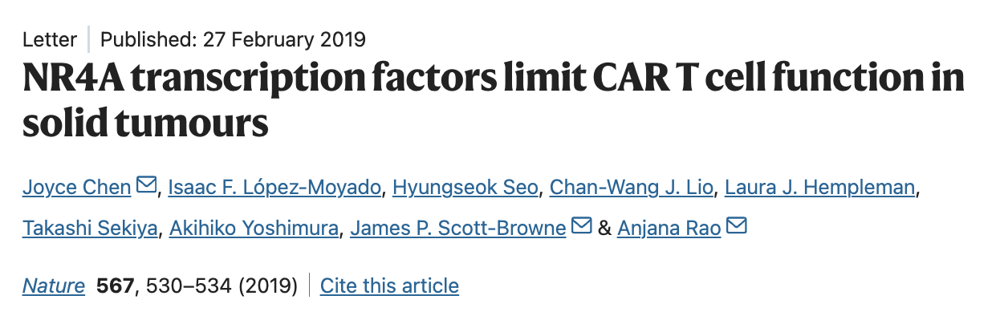 Letter | Published: 27 February 2019
NR4A transcription factors limit CAR T cell function in
solid tumours
Joyce Chen, Isaac F. López-Moyado, Hyungseok Seo, Chan-Wang J. Lio, Laura J. Hempleman,
Takashi Sekiya, Akihiko Yoshimura, James P. Scott-Browne & Anjana Rao
Nature 567, 530–534 (2019) | Cite this article